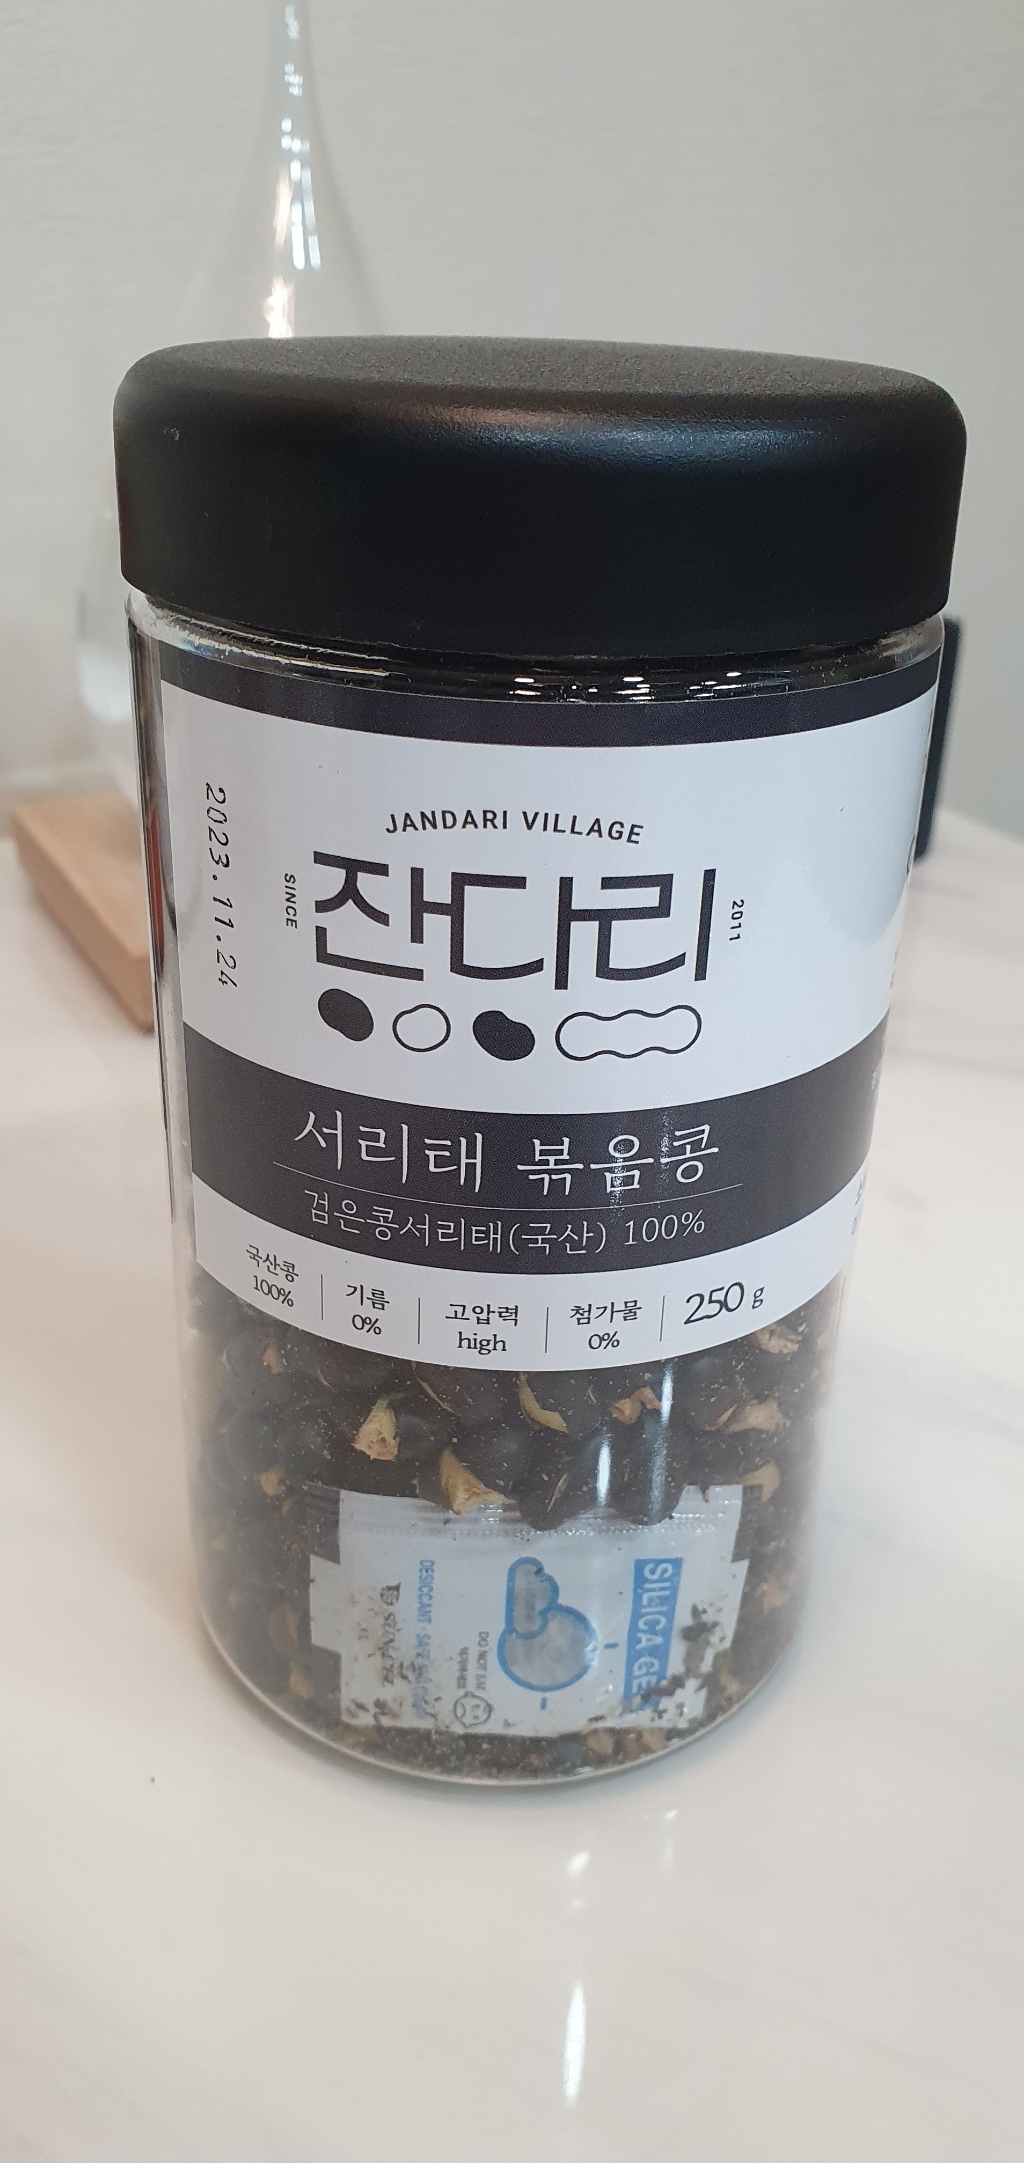 JANDARI VILLAGE
SINCE
잔다리
2011
2023.11.24
서리태 볶음콩
검은콩서리태(국산) 100%
국산콩
100%
기름
0%
고압력
high
첨가물
0%
250 g
SILICA GE
DO NOT EAT
DESICCANT